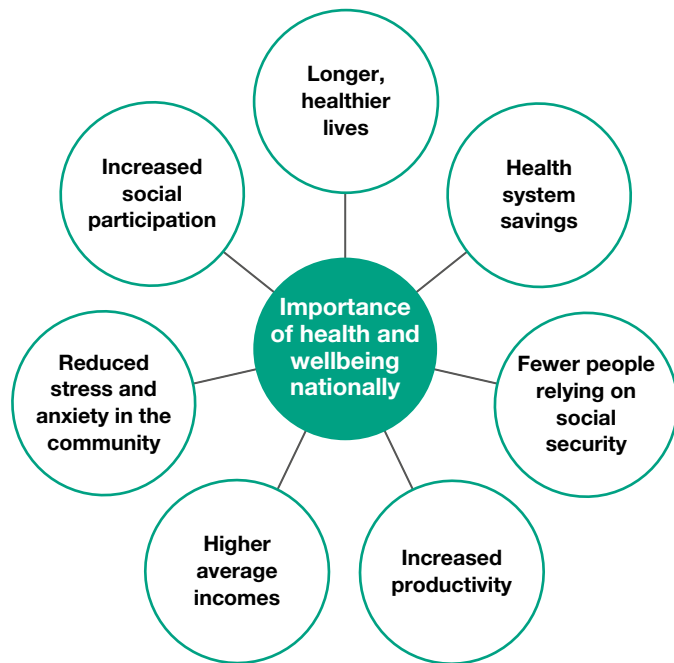 Longer,
healthier
lives
Increased
social
participation
Health
system
savings
Importance
of health and
wellbeing
nationally
Reduced
stress and
anxiety in the
community
Fewer people
relying on
social
security
Higher
average
incomes
Increased
productivity